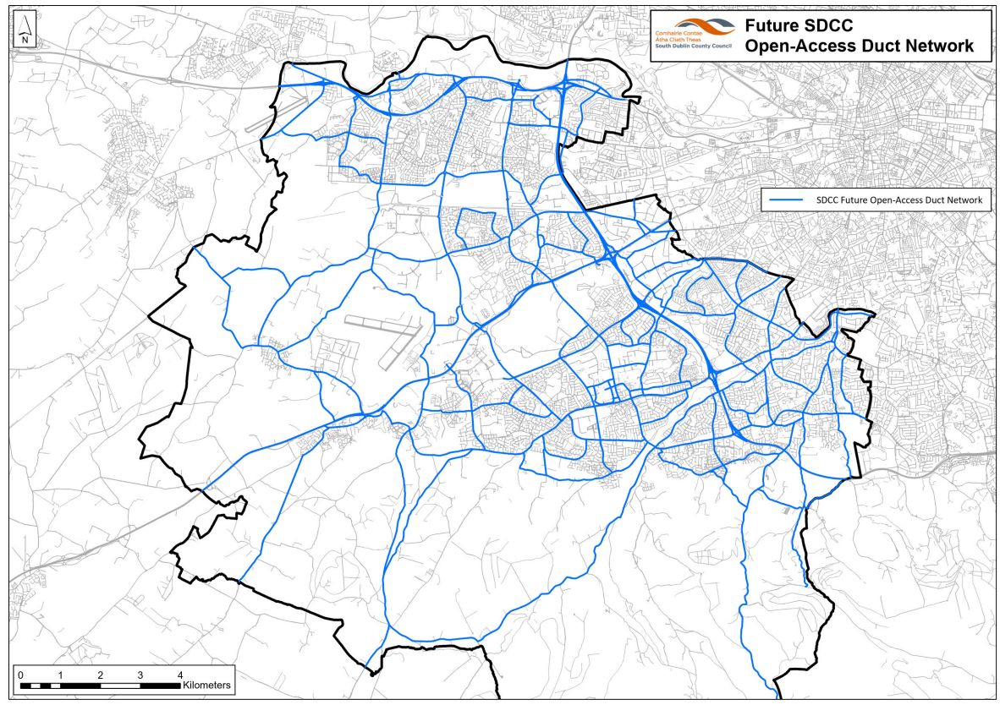 N
Comhairle Contae
Átha Cliath Theas
South Dublin County Council
Future SDCC
Open-Access Duct Network
SDCC Future Open-Access Duct Network
0 1 2 3 4
Kilometers